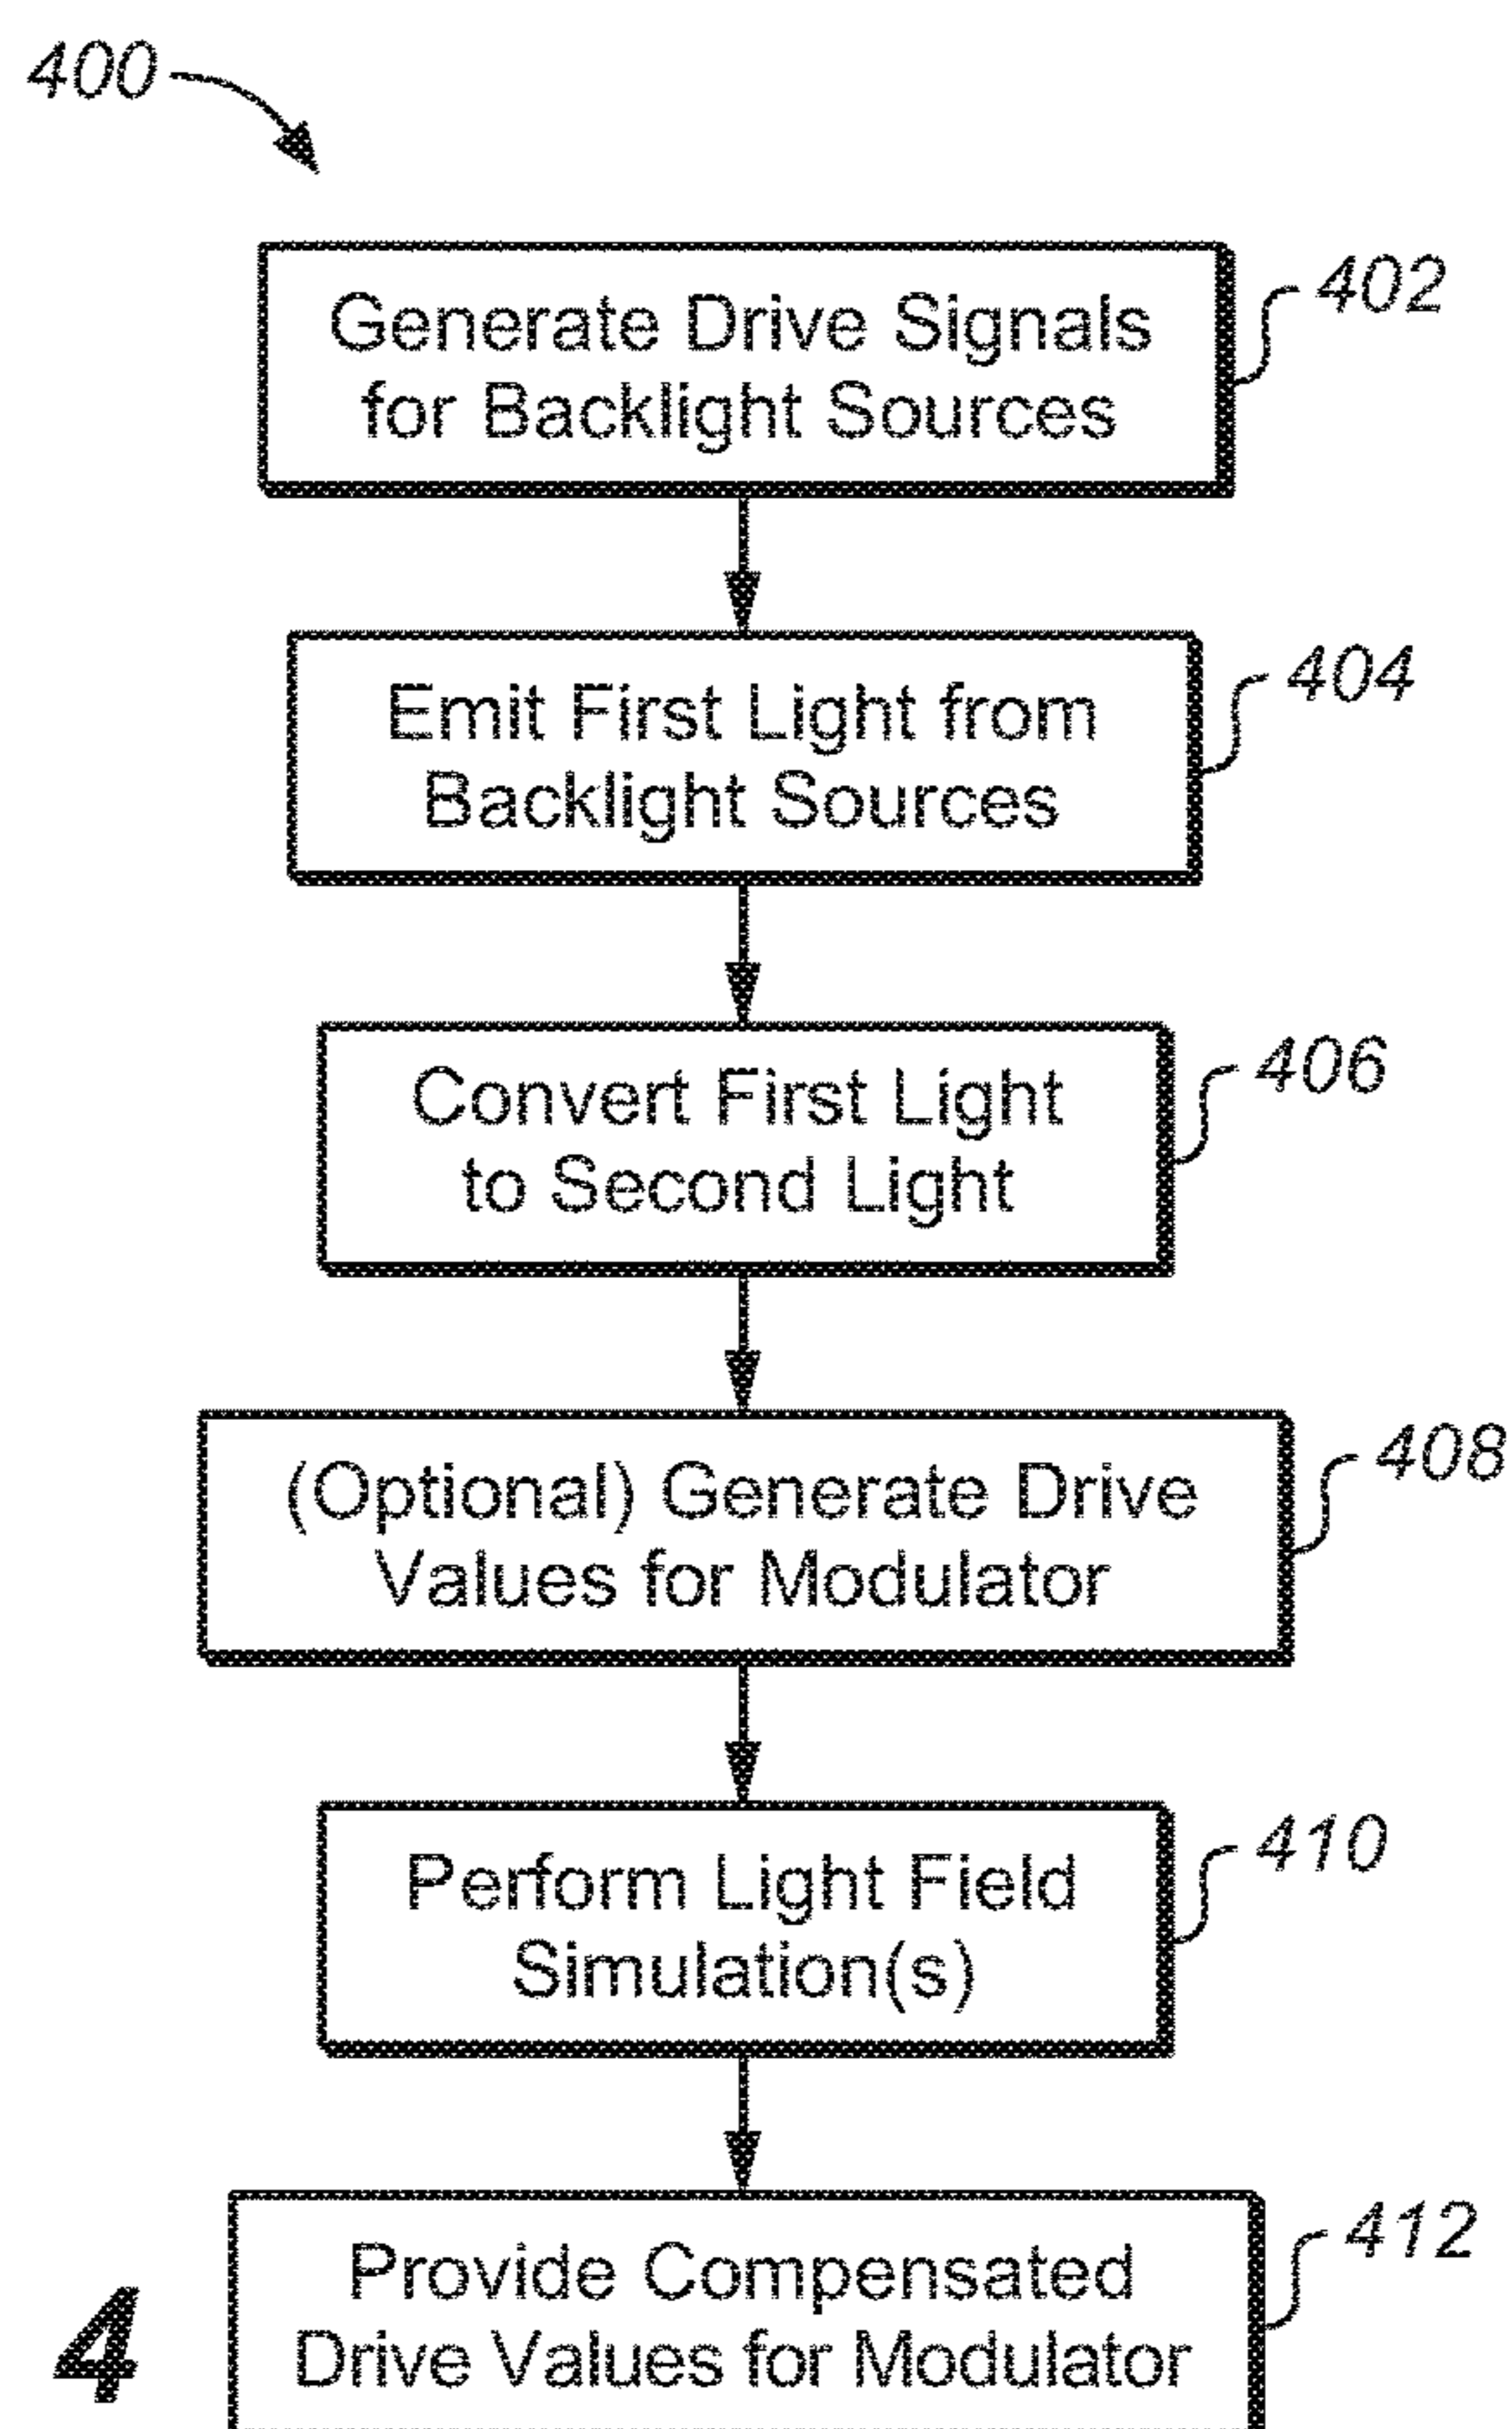 400
Generate Drive Signals
for Backlight Sources
402
Emit First Light from
Backlight Sources
404
Convert First Light
to Second Light
406
(Optional) Generate Drive
Values for Modulator
408
Perform Light Field
Simulation(s)
410
Provide Compensated
Drive Values for Modulator
412
4